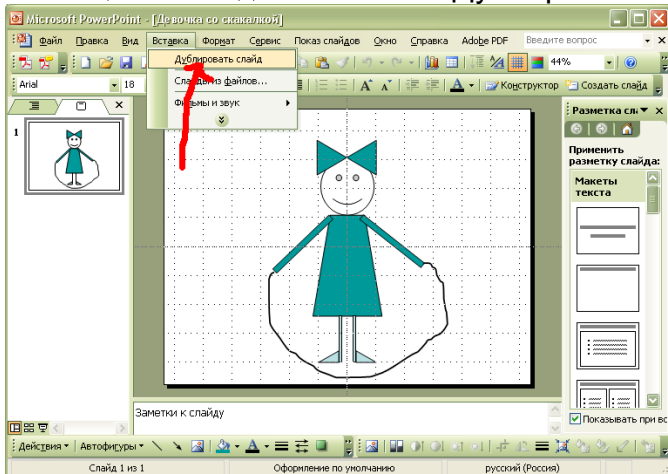 Microsoft PowerPoint - [Девочка со скакалкой]
Файл Правка Вид Вставка Формат Сервис Показ слайдов Окно Справка Adobe PDF Введите вопрос
Дублировать слайд
44%
Arial 18
Слайды из файлов...
Конструктор Создать слайд
Фильмы и звук
Разметка сл
1
Применить
разметку слайда:
Макеты
текста
Заметки к слайду
Показывать при вс
Действия Автофигуры
Слайд 1 из 1 Оформление по умолчанию русский (Россия)